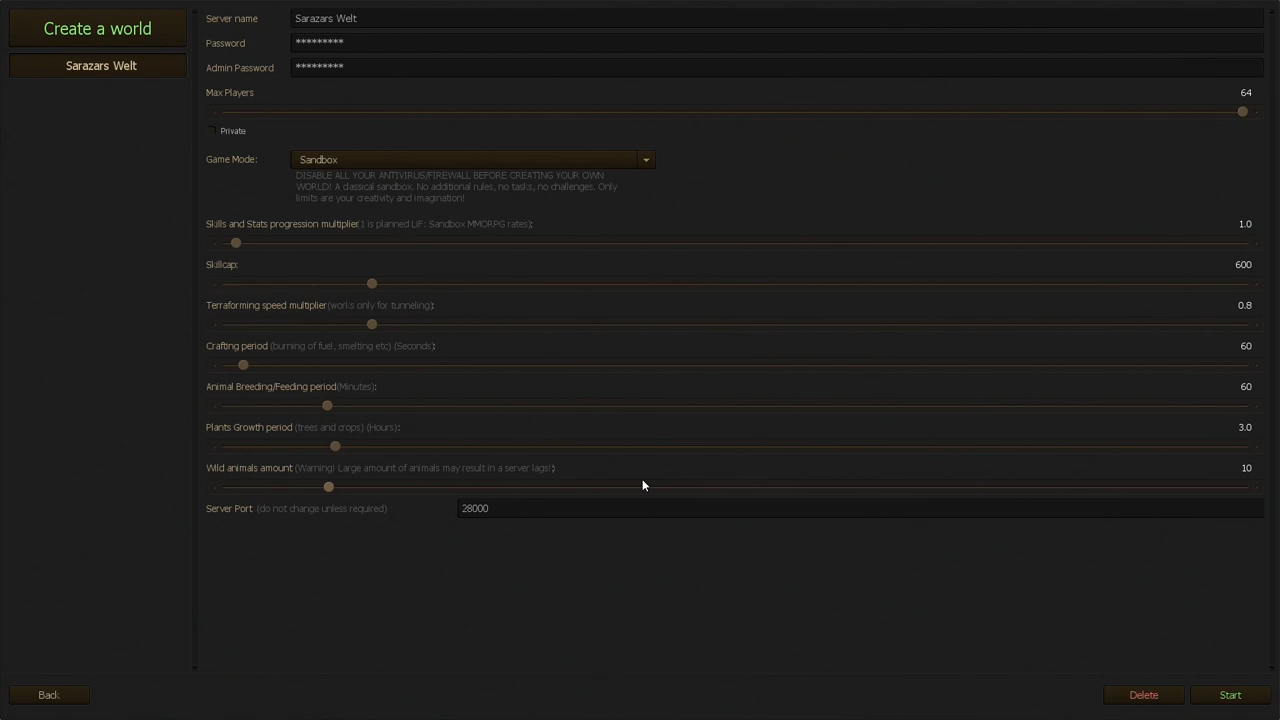 Create a world
Sarazars Welt
Server name Sarazars Welt
Password *********
Admin Password *********
Max Players 64
Private
Game Mode: Sandbox
DISABLE ALL YOUR ANTIVIRUS/FIREWALL BEFORE CREATING YOUR OWN
WORLD! A classical sandbox. No additional rules, no tasks, no challenges. Only
limits are your creativity and imagination!
Skills and Stats progression multiplier(1 is planned LiF: Sandbox MMORPG rates): 1.0
Skillcap: 600
Terraforming speed multiplier(works only for tunneling): 0.8
Crafting period (burning of fuel, smelting etc) (Seconds): 60
Animal Breeding/Feeding period(Minutes): 60
Plants Growth period (trees and crops) (Hours): 3.0
Wild animals amount (Warning! Large amount of animals may result in a server lags!): 10
Server Port (do not change unless required) 28000
Back Delete Start